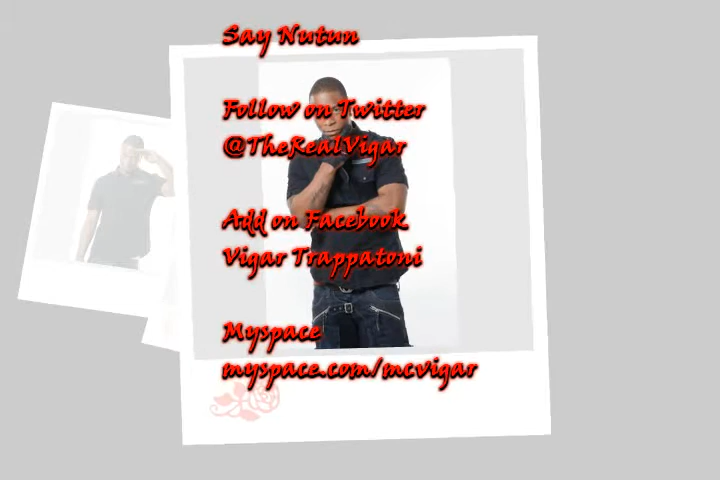 Say Nutun
Follow on Twitter
@TheRealVigar
Add on Facebook
Vigar Trappatoni
Myspace
myspace.com/mcvigar